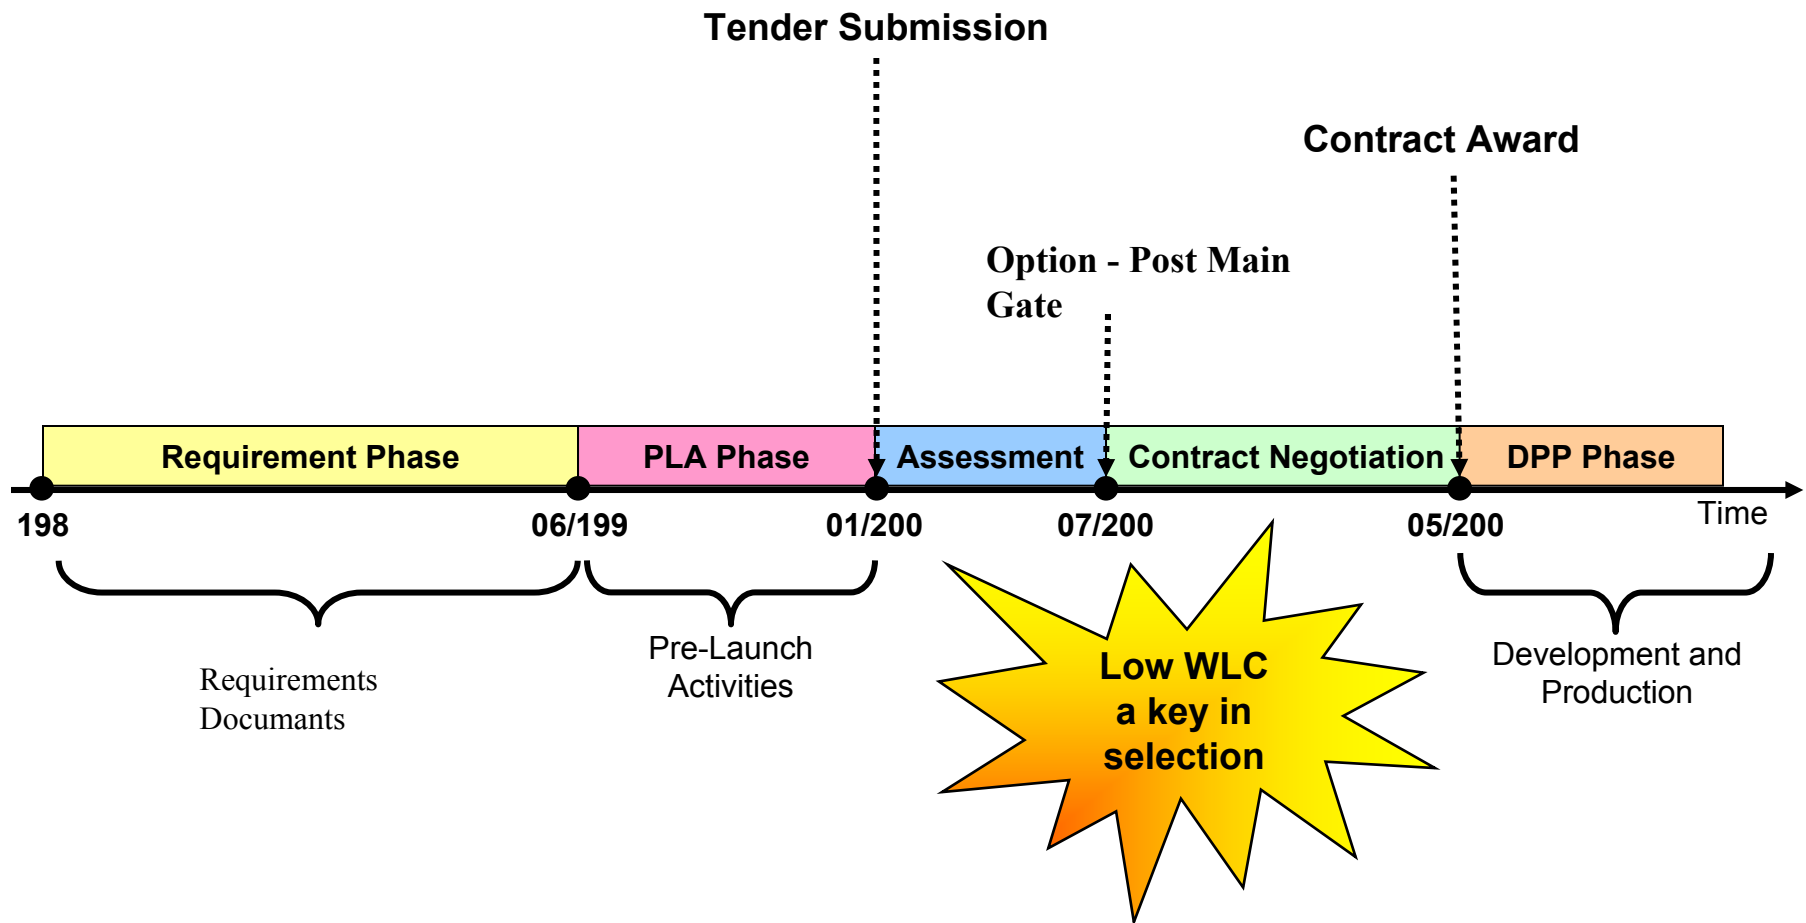 Tender Submission
Contract Award
Option - Post Main
Gate
Requirement Phase
PLA Phase
Assessment
Contract Negotiation
DPP Phase
198
06/199
01/200
07/200
05/200
Time
Requirements
Documants
Pre-Launch
Activities
Low WLC
a key in
selection
Development and
Production